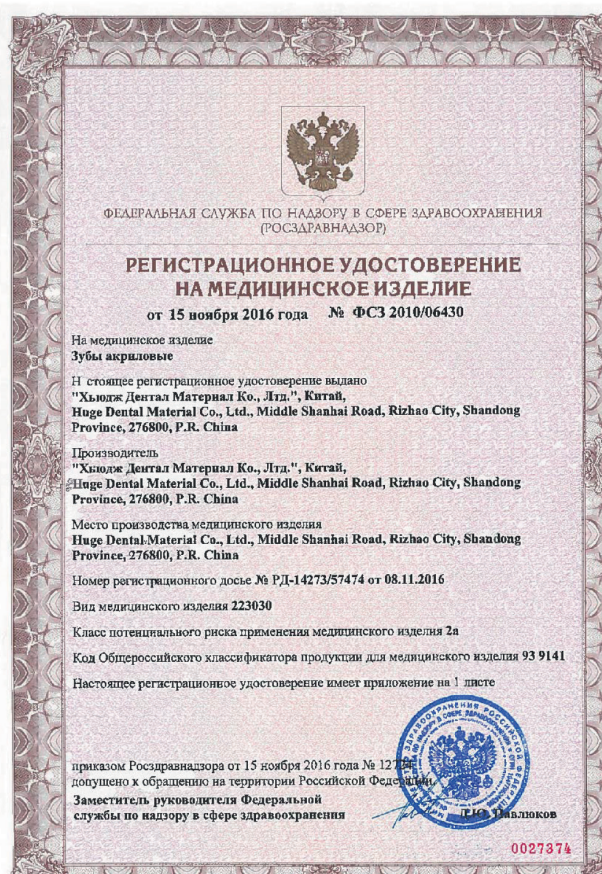 ФЕДЕРАЛЬНАЯ СЛУЖБА ПО НАДЗОРУ В СФЕРЕ ЗДРАВООХРАНЕНИЯ
(РОСЗДРАВНАДЗОР)
РЕГИСТРАЦИОННОЕ УДОСТОВЕРЕНИЕ
НА МЕДИЦИНСКОЕ ИЗДЕЛИЕ
от 15 ноября 2016 года № ФСЗ 2010/06430
На медицинское изделие
Зубы акриловые
Н стоящее регистрационное удостоверение выдано
"Хьюдж Дентал Материал Ко., Лтд.", Китай,
Huge Dental Material Co., Ltd., Middle Shanhai Road, Rizhao City, Shandong
Province, 276800, P.R. China
Производитель
"Хьюдж Дентал Материал Ко., Лтд.", Китай,
Huge Dental Material Co., Ltd., Middle Shanhai Road, Rizhao City, Shandong
Province, 276800, P.R. China
Место производства медицинского изделия
Huge Dental Material Co., Ltd., Middle Shanhai Road, Rizhao City, Shandong
Province, 276800, P.R. China
Номер регистрационного досье № РД-14273/57474 от 08.11.2016
Вид медицинского изделия 223030
Класс потенциального риска применения медицинского изделия 2а
Код Общероссийского классификатора продукции для медицинского изделия 93 9141
Настоящее регистрационное удостоверение имеет приложение на 1 листе
приказом Росздравнадзора от 15 ноября 2016 года №
допущено к обращению на территории Российской Федерации.
Заместитель руководителя Федеральной
службы по надзору в сфере здравоохранения Павлюков
0027374